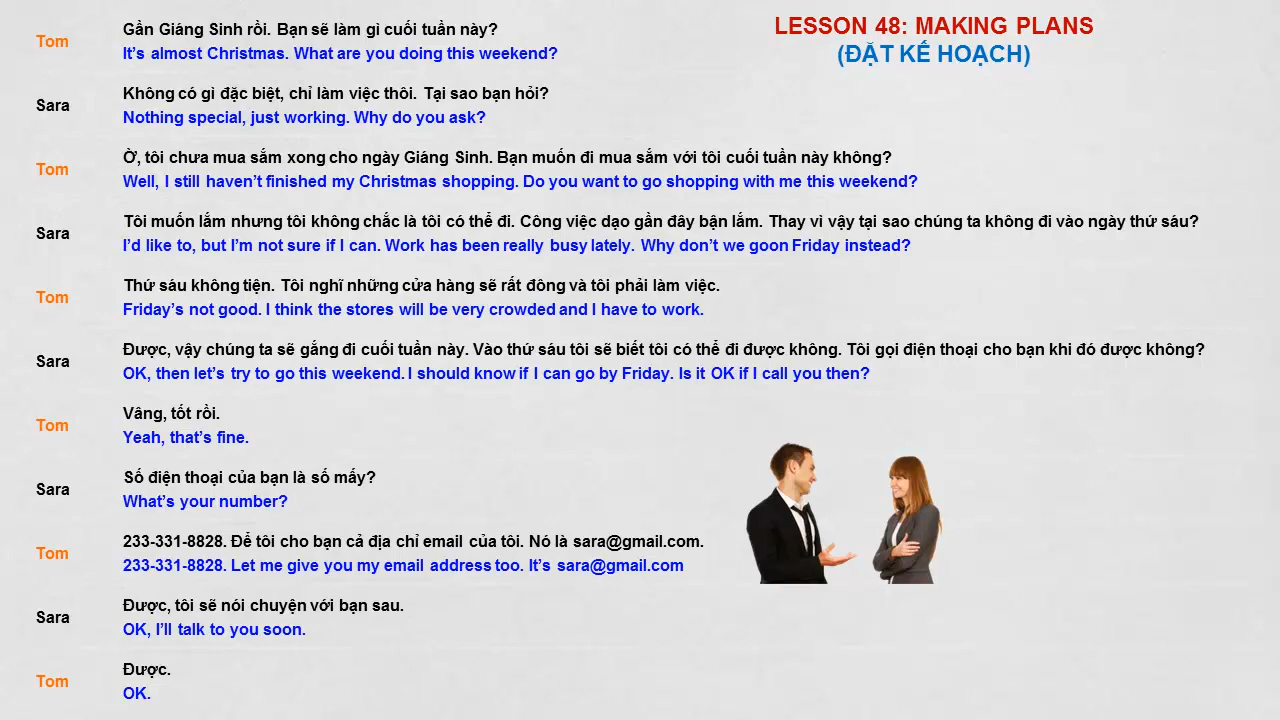 LESSON 48: MAKING PLANS
(ĐẶT KẾ HOẠCH)
Tom
Gần Giáng Sinh rồi. Bạn sẽ làm gì cuối tuần này?
It's almost Christmas. What are you doing this weekend?
Sara
Không có gì đặc biệt, chỉ làm việc thôi. Tại sao bạn hỏi?
Nothing special, just working. Why do you ask?
Tom
Ờ, tôi chưa mua sắm xong cho ngày Giáng Sinh. Bạn muốn đi mua sắm với tôi cuối tuần này không?
Well, I still haven't finished my Christmas shopping. Do you want to go shopping with me this weekend?
Sara
Tôi muốn lắm nhưng tôi không chắc là tôi có thể đi. Công việc dạo gần đây bận lắm. Thay vì vậy tại sao chúng ta không đi vào ngày thứ sáu?
I'd like to, but I'm not sure if I can. Work has been really busy lately. Why don't we goon Friday instead?
Tom
Thứ sáu không tiện. Tôi nghĩ những cửa hàng sẽ rất đông và tôi phải làm việc.
Friday's not good. I think the stores will be very crowded and I have to work.
Sara
Được, vậy chúng ta sẽ gắng đi cuối tuần này. Vào thứ sáu tôi sẽ biết tôi có thể đi được không. Tôi gọi điện thoại cho bạn khi đó được không?
OK, then let's try to go this weekend. I should know if I can go by Friday. Is it OK if I call you then?
Tom
Vâng, tốt rồi.
Yeah, that's fine.
Sara
Số điện thoại của bạn là số mấy?
What's your number?
Tom
233-331-8828. Để tôi cho bạn cả địa chỉ email của tôi. Nó là sara@gmail.com.
233-331-8828. Let me give you my email address too. It's sara@gmail.com
Sara
Được, tôi sẽ nói chuyện với bạn sau.
OK, I'll talk to you soon.
Tom
Được.
OK.